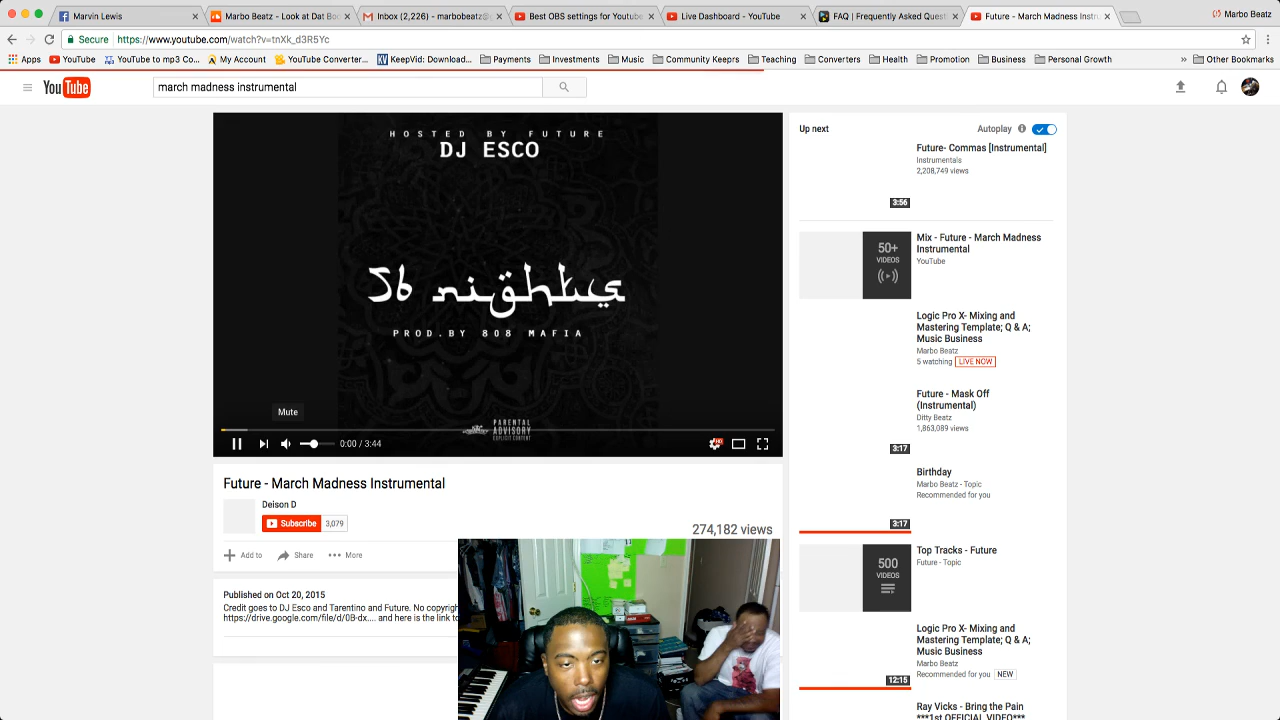 Marvin Lewis
Marbo Beatz - Look at Dat Boo
Inbox (2,226) - marbobeatz@g
Best OBS settings for Youtube
Live Dashboard - YouTube
FAQ | Frequently Asked Quest
Future - March Madness Instru
Marbo Beatz
Secure
https://www.youtube.com/watch?v=tnXk_d3R5Yc
Apps
YouTube
YouTube to mp3 Co...
My Account
YouTube Converter...
KeepVid: Download...
Payments
Investments
Music
Community Keeprs
Teaching
Converters
Health
Promotion
Business
Personal Growth
»
Other Bookmarks
YouTube
march madness instrumental
HOSTED BY FUTURE
DJ ESCO
56 nights
PROD.BY 808 MAFIA
PARENTAL
ADVISORY
EXPLICIT CONTENT
Mute
0:00 / 3:44
HD
Future - March Madness Instrumental
Deison D
Subscribe
3,079
274,182 views
Add to
Share
More
Published on Oct 20, 2015
Credit goes to DJ Esco and Tarentino and Future. No copyrigh
https://drive.google.com/file/d/0B-dx.... and here is the link to
Up next
Autoplay
Future- Commas [Instrumental]
Instrumentals
2,208,749 views
3:56
50+
VIDEOS
Mix - Future - March Madness
Instrumental
YouTube
Logic Pro X- Mixing and
Mastering Template; Q & A;
Music Business
Marbo Beatz
5 watching
LIVE NOW
Future - Mask Off
(Instrumental)
Ditty Beatz
1,863,089 views
3:17
Birthday
Marbo Beatz - Topic
Recommended for you
3:17
500
VIDEOS
Top Tracks - Future
Future - Topic
Logic Pro X- Mixing and
Mastering Template; Q & A;
Music Business
Marbo Beatz
Recommended for you
NEW
12:15
Ray Vicks - Bring the Pain
***1st OFFICIAL VIDEO***